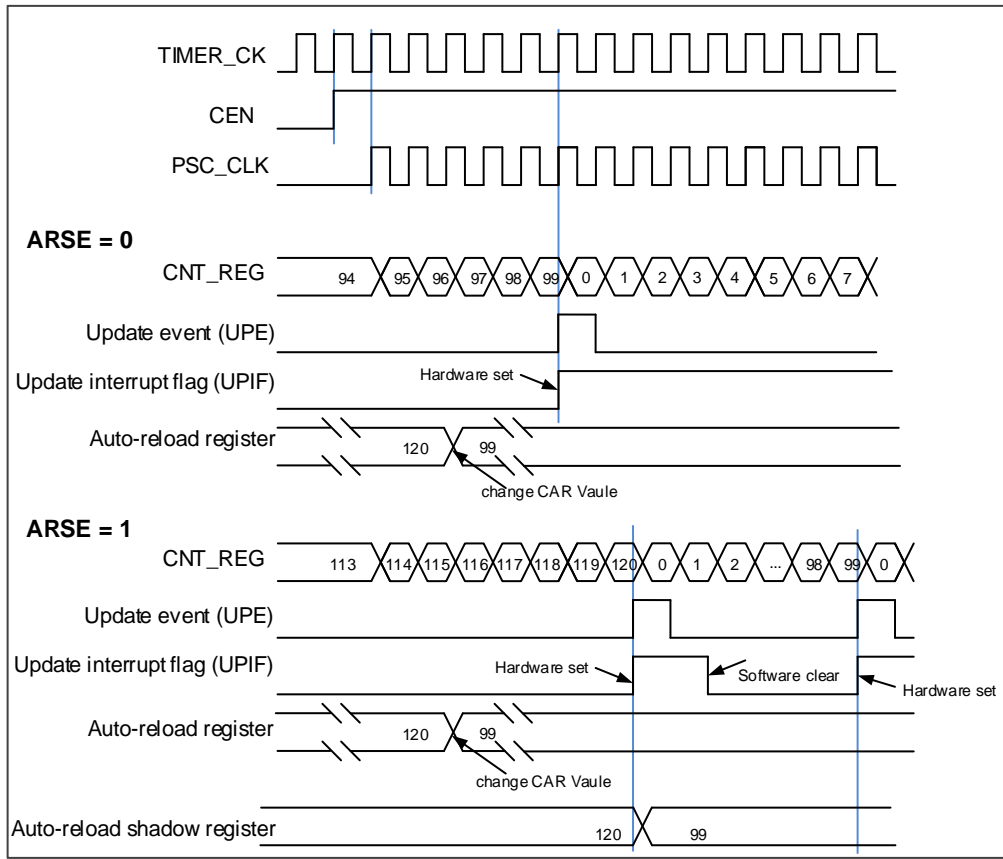 TIMER_CK
CEN
PSC_CLK
ARSE = 0
CNT_REG 94 95 96 97 98 99 0 1 2 3 4 5 6 7
Update event (UPE)
Update interrupt flag (UPIF) Hardware set
Auto-reload register 120 99
change CAR Vaule
ARSE = 1
CNT_REG 113 114 115 116 117 118 119 120 0 1 2 ... 98 99 0
Update event (UPE)
Update interrupt flag (UPIF) Hardware set Software clear Hardware set
Auto-reload register 120 99
change CAR Vaule
Auto-reload shadow register 120 99